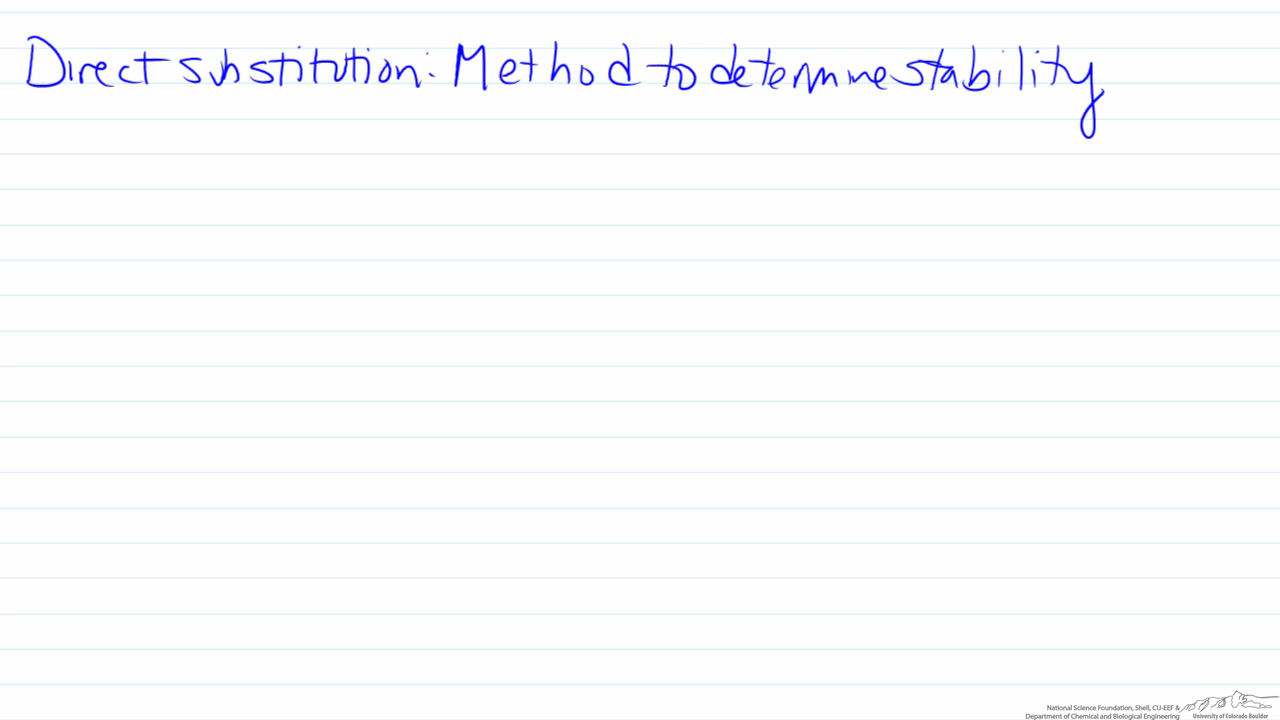 Direct substitution: Method to determine stability
National Science Foundation, Shell, CU-EEF &
Department of Chemical and Biological Engineering
University of Colorado Boulder